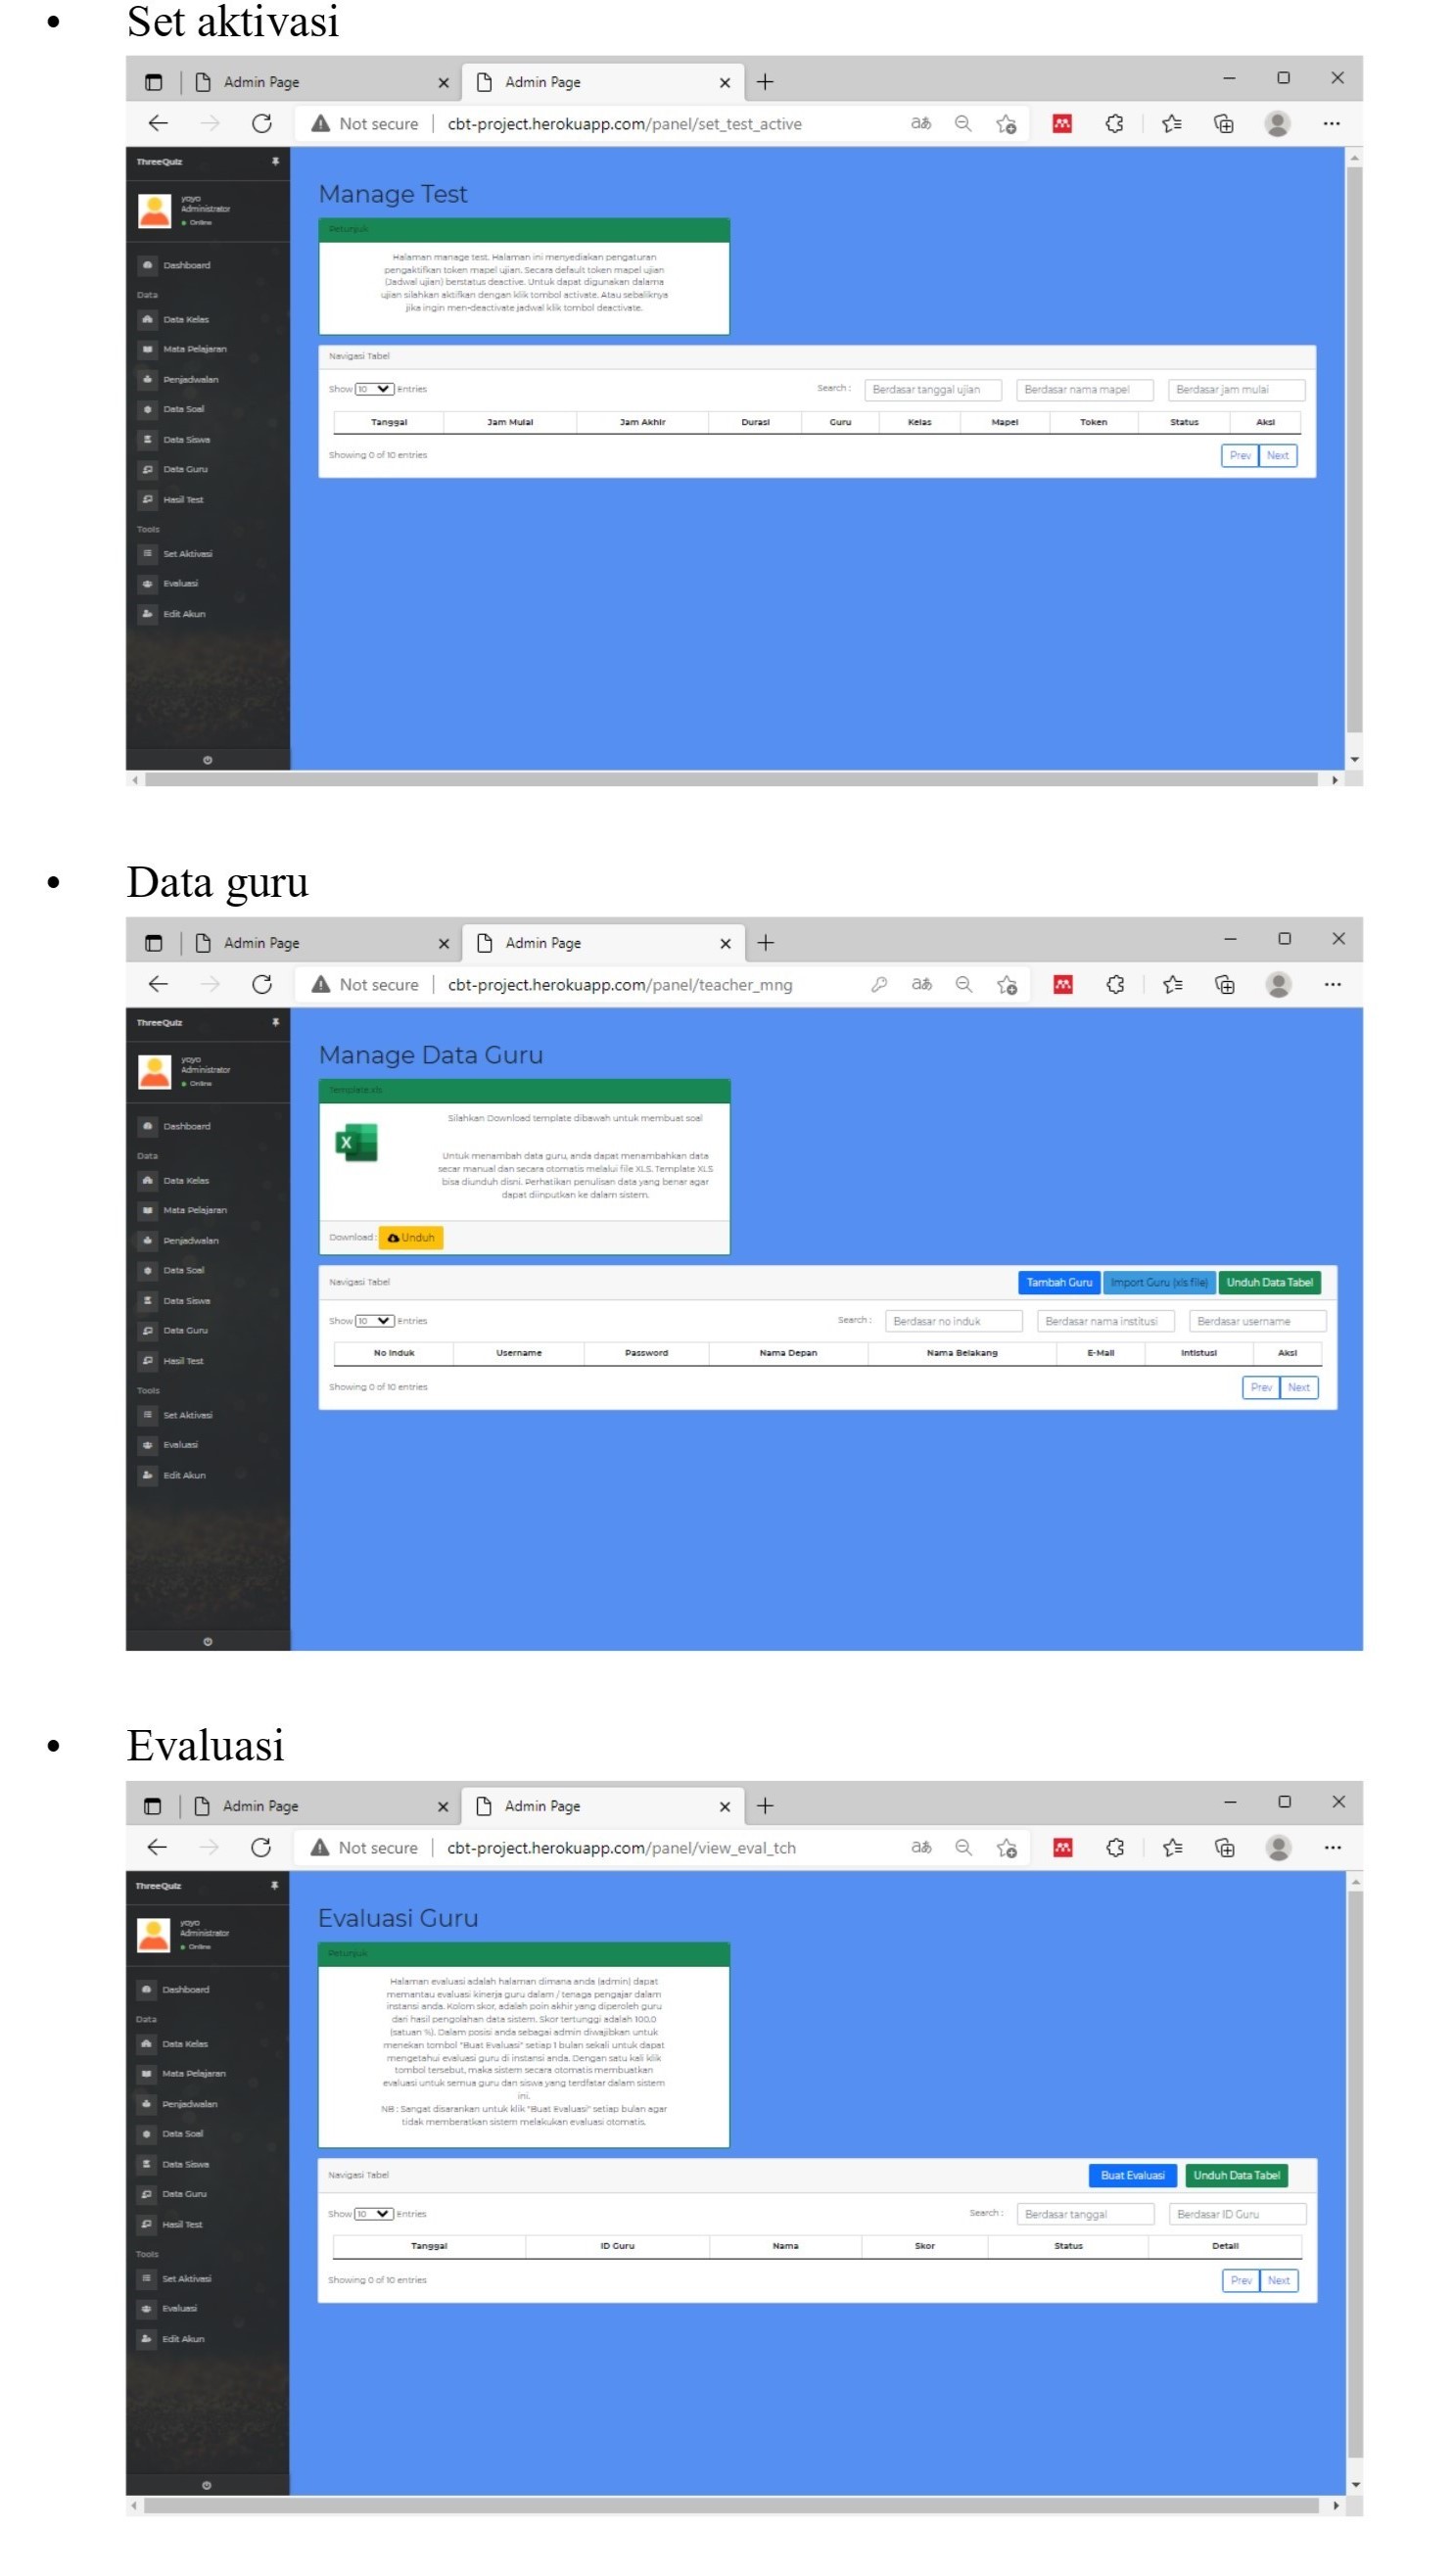 • Set aktivasi
Admin Page
Admin Page
Not secure | cbt-project.herokuapp.com/panel/set_test_active
ThreeQuiz
yoyo
Administrator
Online
Dashboard
Data
Data Kelas
Mata Pelajaran
Penjadwalan
Data Soal
Data Siswa
Data Guru
Hasil Test
Tools
Set Aktivasi
Evaluasi
Edit Akun
Manage Test
Petunjuk
Halaman manage test. Halaman ini menyediakan pengaturan
pengaktifkan token mapel ujian. Secara default token mapel ujian
(Jadwal ujian) berstatus deactive. Untuk dapat digunakan dalama
ujian silahkan aktifkan dengan klik tombol activate. Atau sebaliknya
jika ingin men-deactivate jadwal klik tombol deactivate.
Navigasi Tabel
Show 10 Entries Search : Berdasar tanggal ujian Berdasar nama mapel Berdasar jam mulai
Tanggal Jam Mulai Jam Akhir Durasi Guru Kelas Mapel Token Status Aksi
Showing 0 of 10 entries Prev Next
• Data guru
Admin Page
Admin Page
Not secure | cbt-project.herokuapp.com/panel/teacher_mng
ThreeQuiz
yoyo
Administrator
Online
Dashboard
Data
Data Kelas
Mata Pelajaran
Penjadwalan
Data Soal
Data Siswa
Data Guru
Hasil Test
Tools
Set Aktivasi
Evaluasi
Edit Akun
Manage Data Guru
Template.xls
Silahkan Download template dibawah untuk membuat soal
Untuk menambah data guru, anda dapat menambahkan data
secar manual dan secara otomatis melalui file XLS. Template XLS
bisa diunduh disni. Perhatikan penulisan data yang benar agar
dapat diinputkan ke dalam sistem.
Download : Unduh
Navigasi Tabel Tambah Guru Import Guru (xls file) Unduh Data Tabel
Show 10 Entries Search : Berdasar no induk Berdasar nama institusi Berdasar username
No Induk Username Password Nama Depan Nama Belakang E-Mail Intistusi Aksi
Showing 0 of 10 entries Prev Next
• Evaluasi
Admin Page
Admin Page
Not secure | cbt-project.herokuapp.com/panel/view_eval_tch
ThreeQuiz
yoyo
Administrator
Online
Dashboard
Data
Data Kelas
Mata Pelajaran
Penjadwalan
Data Soal
Data Siswa
Data Guru
Hasil Test
Tools
Set Aktivasi
Evaluasi
Edit Akun
Evaluasi Guru
Petunjuk
Halaman evaluasi adalah halaman dimana anda (admin) dapat
memantau evaluasi kinerja guru dalam / tenaga pengajar dalam
instansi anda. Kolom skor, adalah poin akhir yang diperoleh guru
dari hasil pengolahan data sistem. Skor tertunggi adalah 100.0
(satuan %). Dalam posisi anda sebagai admin diwajibkan untuk
menekan tombol "Buat Evaluasi" setiap 1 bulan sekali untuk dapat
mengetahui evaluasi guru di instansi anda. Dengan satu kali klik
tombol tersebut, maka sistem secara otomatis membuatkan
evaluasi untuk semua guru dan siswa yang terdfatar dalam sistem
ini.
NB : Sangat disarankan untuk klik "Buat Evaluasi" setiap bulan agar
tidak memberatkan sistem melakukan evaluasi otomatis.
Navigasi Tabel Buat Evaluasi Unduh Data Tabel
Show 10 Entries Search : Berdasar tanggal Berdasar ID Guru
Tanggal ID Guru Nama Skor Status Detail
Showing 0 of 10 entries Prev Next